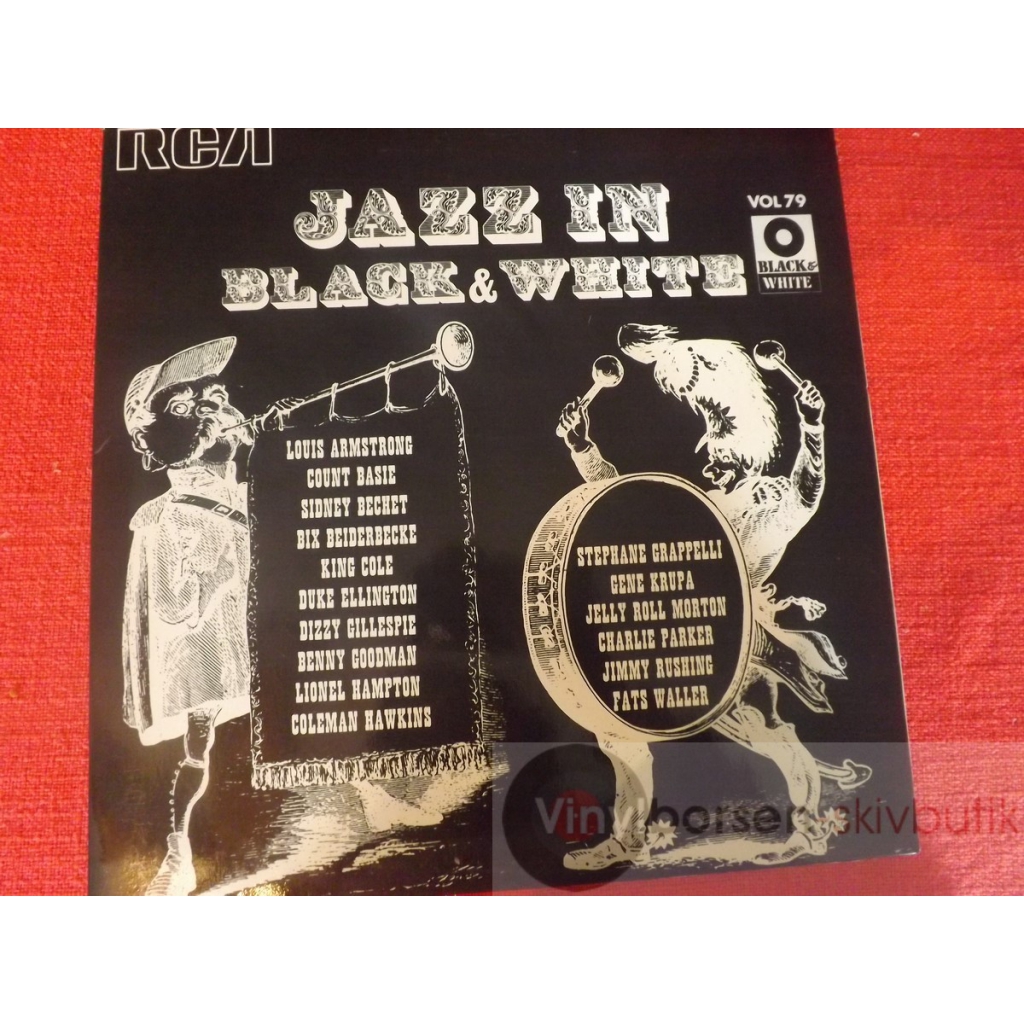 RCA
JAZZ IN
BLACK & WHITE
VOL 79
BLACK &
WHITE
LOUIS ARMSTRONG
COUNT BASIE
SIDNEY BECHET
BIX BEIDERBECKE
KING COLE
DUKE ELLINGTON
DIZZY GILLESPIE
BENNY GOODMAN
LIONEL HAMPTON
COLEMAN HAWKINS
STEPHANE GRAPPELLI
GENE KRUPA
JELLY ROLL MORTON
CHARLIE PARKER
JIMMY RUSHING
FATS WALLER
Vinylbörsen skivbutik